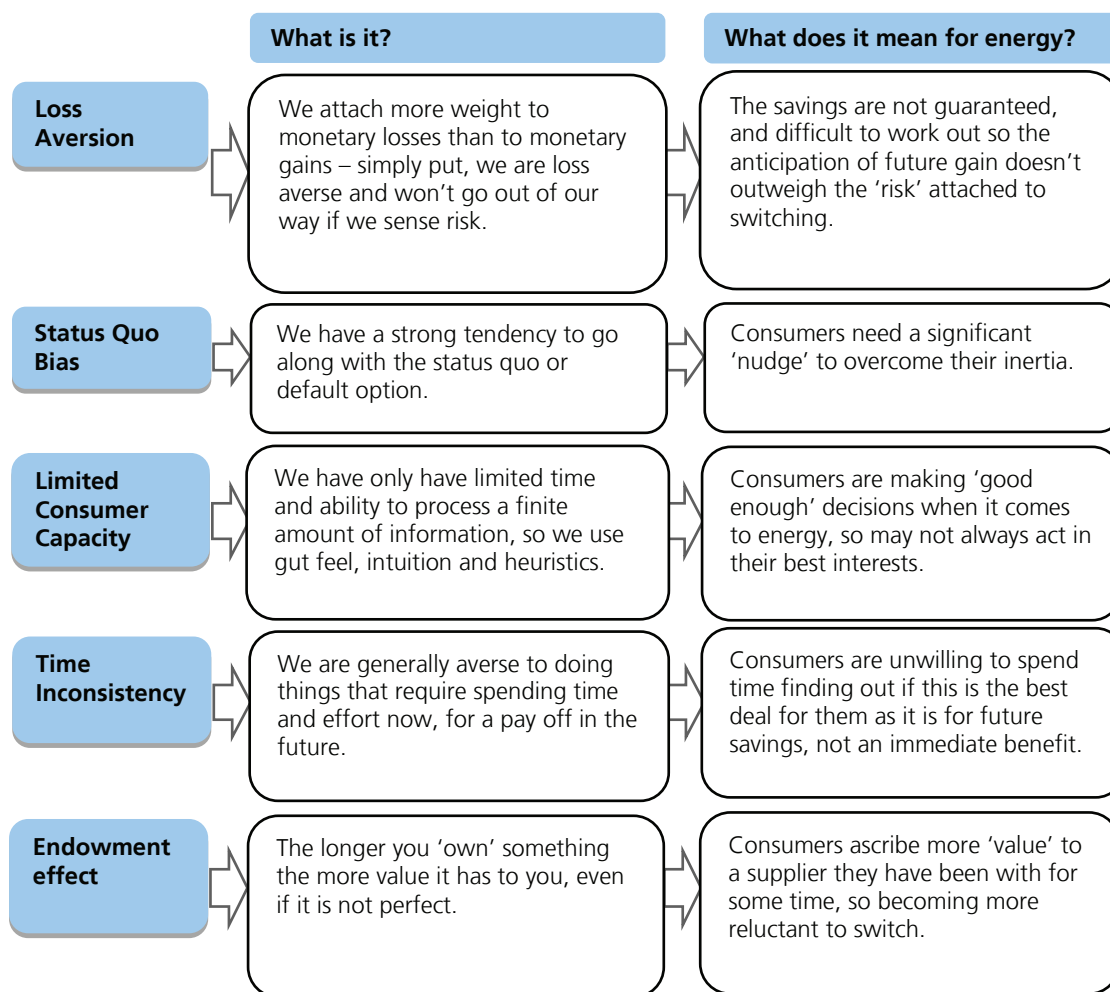 What is it?
What does it mean for energy?
Loss
Aversion
We attach more weight to
monetary losses than to monetary
gains – simply put, we are loss
averse and won’t go out of our
way if we sense risk.
The savings are not guaranteed,
and difficult to work out so the
anticipation of future gain doesn’t
outweigh the ‘risk’ attached to
switching.
Status Quo
Bias
We have a strong tendency to go
along with the status quo or
default option.
Consumers need a significant
‘nudge’ to overcome their inertia.
Limited
Consumer
Capacity
We have only have limited time
and ability to process a finite
amount of information, so we use
gut feel, intuition and heuristics.
Consumers are making ‘good
enough’ decisions when it comes
to energy, so may not always act in
their best interests.
Time
Inconsistency
We are generally averse to doing
things that require spending time
and effort now, for a pay off in the
future.
Consumers are unwilling to spend
time finding out if this is the best
deal for them as it is for future
savings, not an immediate benefit.
Endowment
effect
The longer you ‘own’ something
the more value it has to you, even
if it is not perfect.
Consumers ascribe more ‘value’ to
a supplier they have been with for
some time, so becoming more
reluctant to switch.